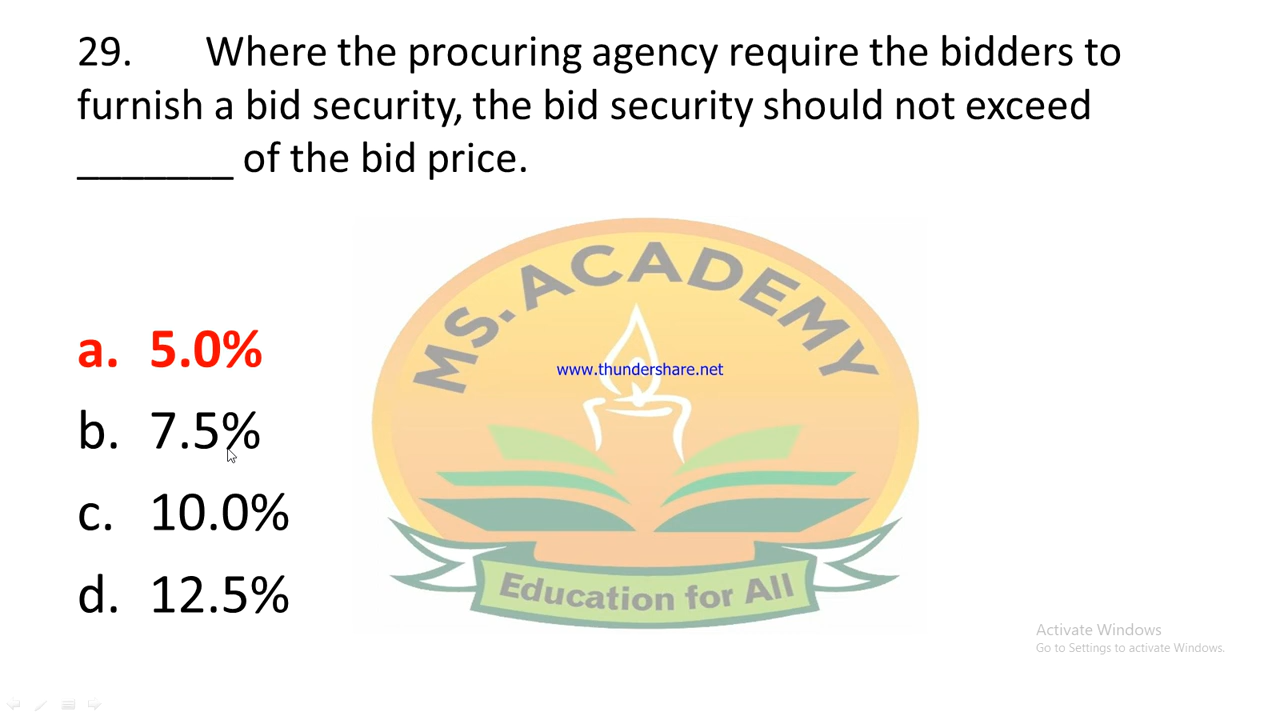 29. Where the procuring agency require the bidders to
furnish a bid security, the bid security should not exceed
_______ of the bid price.
MS. ACADEMY
www.thundershare.net
a. 5.0%
b. 7.5%
c. 10.0%
d. 12.5%
Education for All
Activate Windows
Go to Settings to activate Windows.